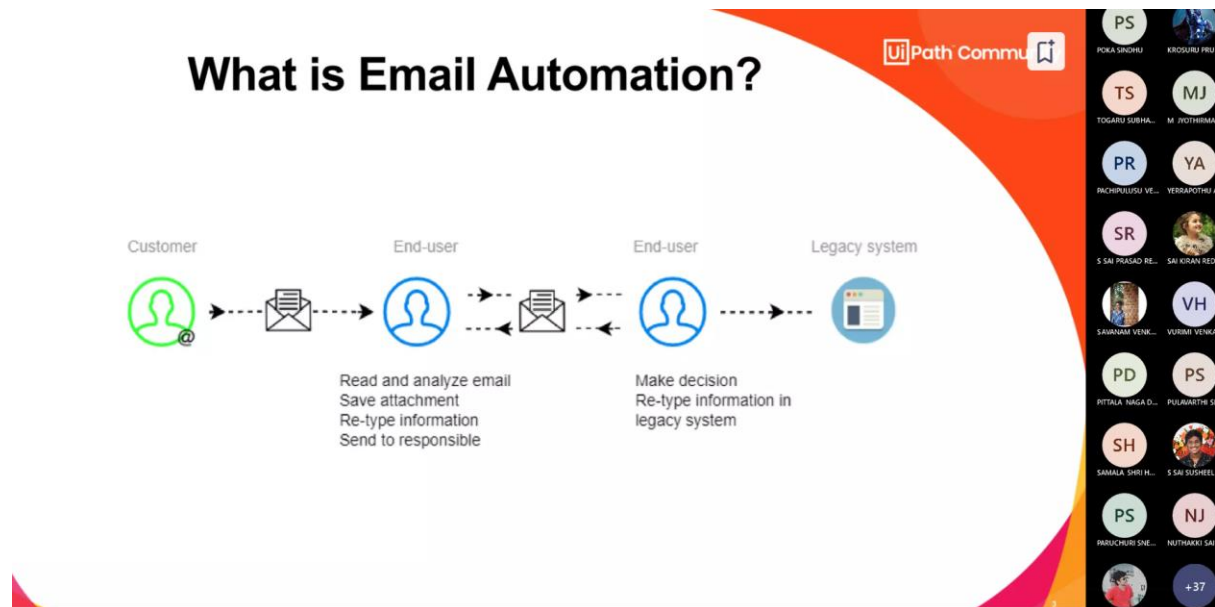 What is Email Automation?
UiPath Commu
Customer
End-user
End-user
Legacy system
@
Read and analyze email
Save attachment
Re-type information
Send to responsible
Make decision
Re-type information in
legacy system
3
PS
POKA SINDHU
KROSURU PRU
TS
MJ
TOGARU SUBHA...
M JYOTHIRMA
PR
YA
PACHIPULUSU VE...
YERRAPOTHU
SR
S SAI PRASAD RE...
SAI KIRAN RED
VH
SAVANAM VENK...
VURIMI VENKA
PD
PS
PITTALA NAGA D...
PULAVARTHI S
SH
SAMALA SHRI H...
S SAI SUSHEEL
PS
NJ
PARUCHURI SNE...
NUTHAKKI SAI
+37